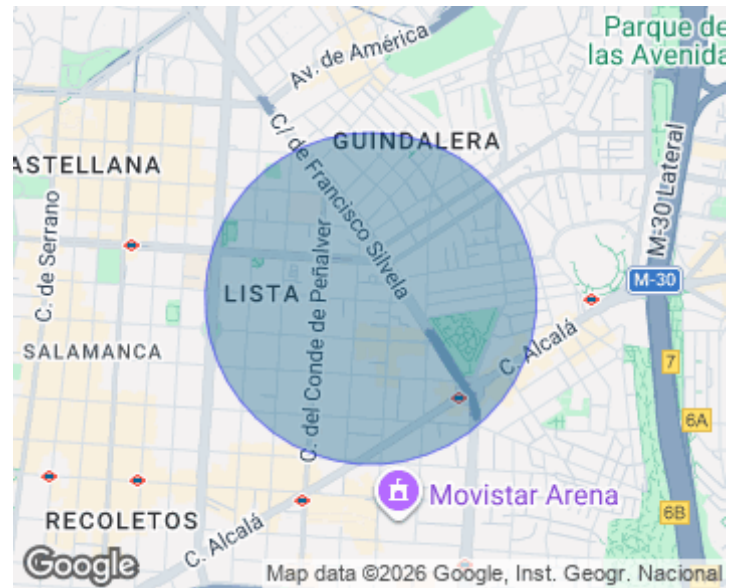 Parque de
las Avenida
Av. de América
C/ de Francisco Silvela
GUINDALERA
ASTELLANA
M-30 Lateral
C. de Serrano
C. del Conde de Peñalver
LISTA
M-30
SALAMANCA
C. Alcalá
7
6A
Movistar Arena
6B
RECOLETOS
C. Alcalá
Google
Map data ©2026 Google, Inst. Geogr. Nacional